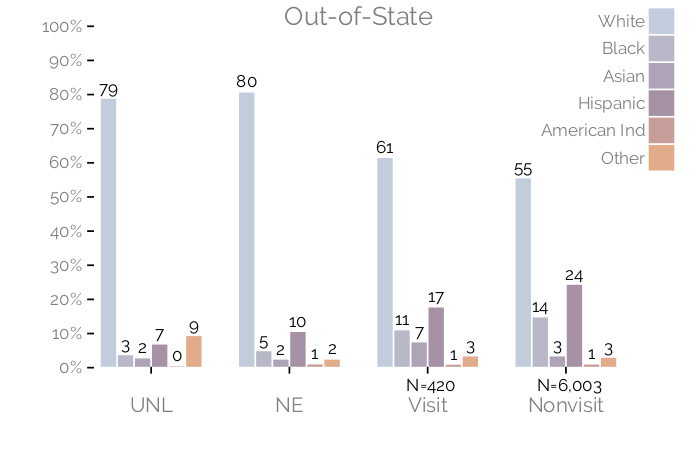 Out-of-State
White
Black
Asian
Hispanic
American Ind
Other
100%
90%
80%
70%
60%
50%
40%
30%
20%
10%
0%
79
3
2
7
0
9
80
5
2
10
1
2
61
11
7
17
1
3
55
14
3
24
1
3
N=420
N=6,003
UNL
NE
Visit
Nonvisit